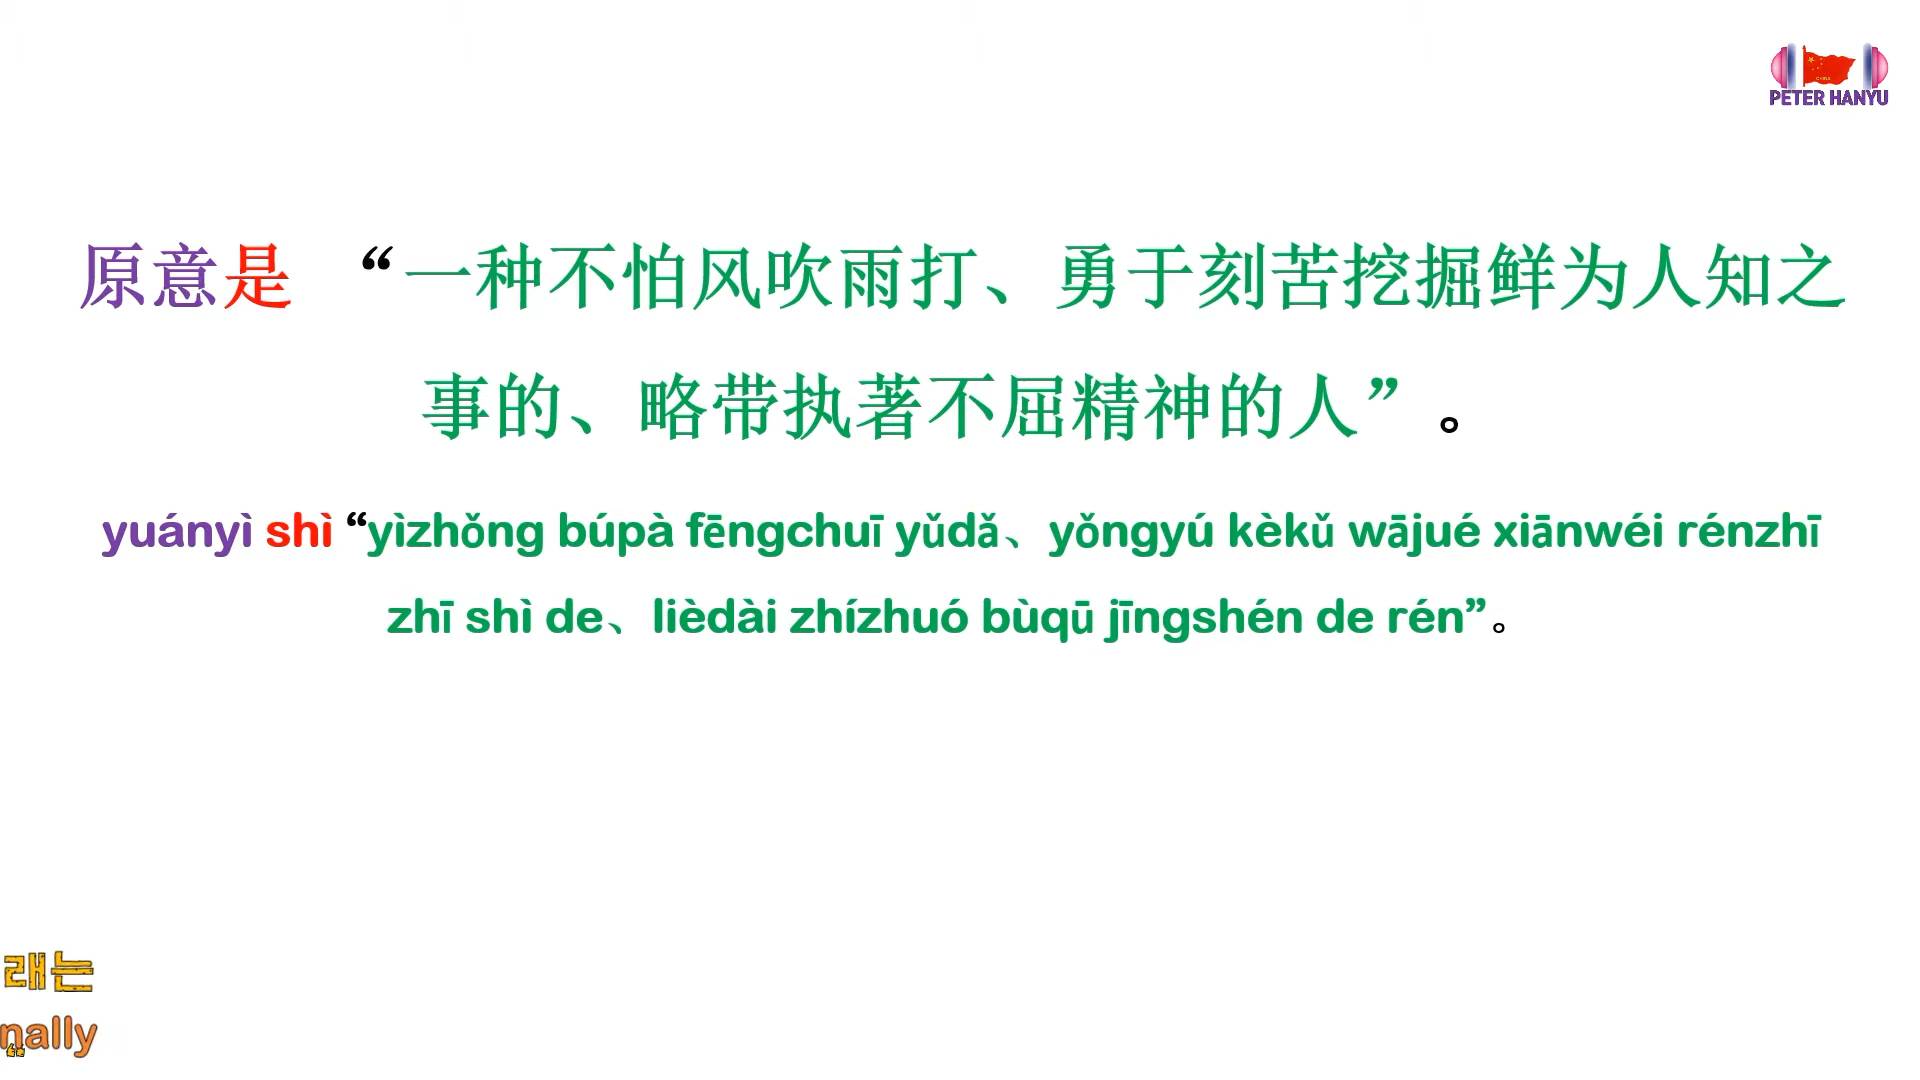 PETER HANYU
原意是 “一种不怕风吹雨打、勇于刻苦挖掘鲜为人知之
事的、略带执著不屈精神的人”。
yuányì shì “yìzhǒng búpà fēngchuī yǔdǎ、yǒngyú kèkǔ wājué xiānwéi rénzhī
zhī shì de、lièdài zhízhuó bùqū jīngshén de rén”。
래는
nally
“